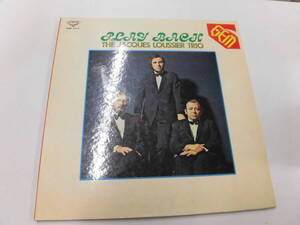 PLAY BACH
THE JACQUES LOUSSIER TRIO
GEM